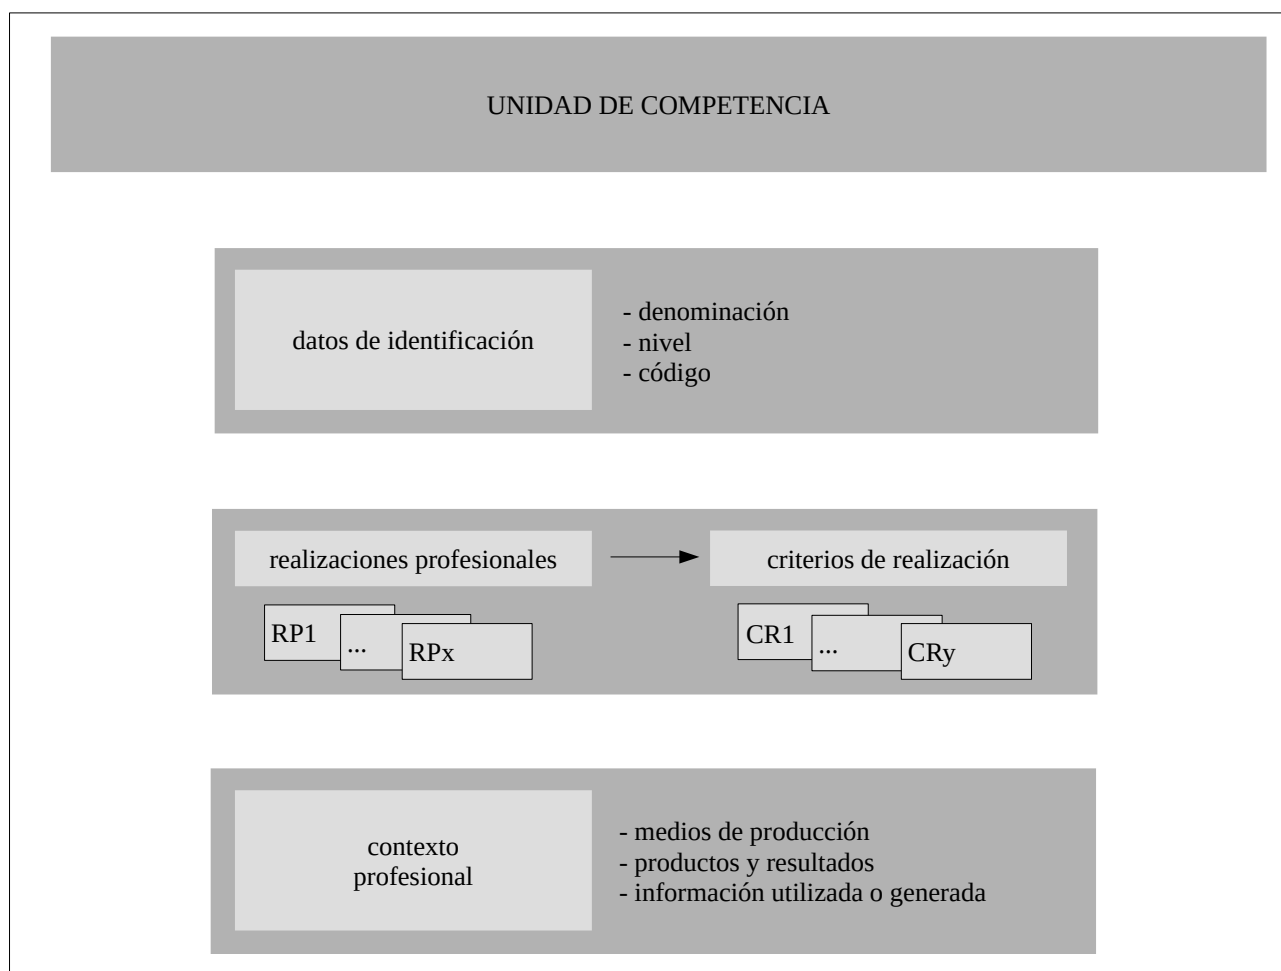 UNIDAD DE COMPETENCIA
datos de identificación
- denominación
- nivel
- código
realizaciones profesionales
criterios de realización
RP1
...
RPx
CR1
...
CRy
contexto
profesional
- medios de producción
- productos y resultados
- información utilizada o generada